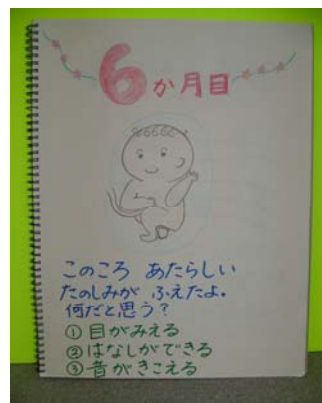 6か月目
このころ あたらしい
たのしみが ふえたよ。
何だと思う？
①目がみえる
②はなしができる
③音がきこえる